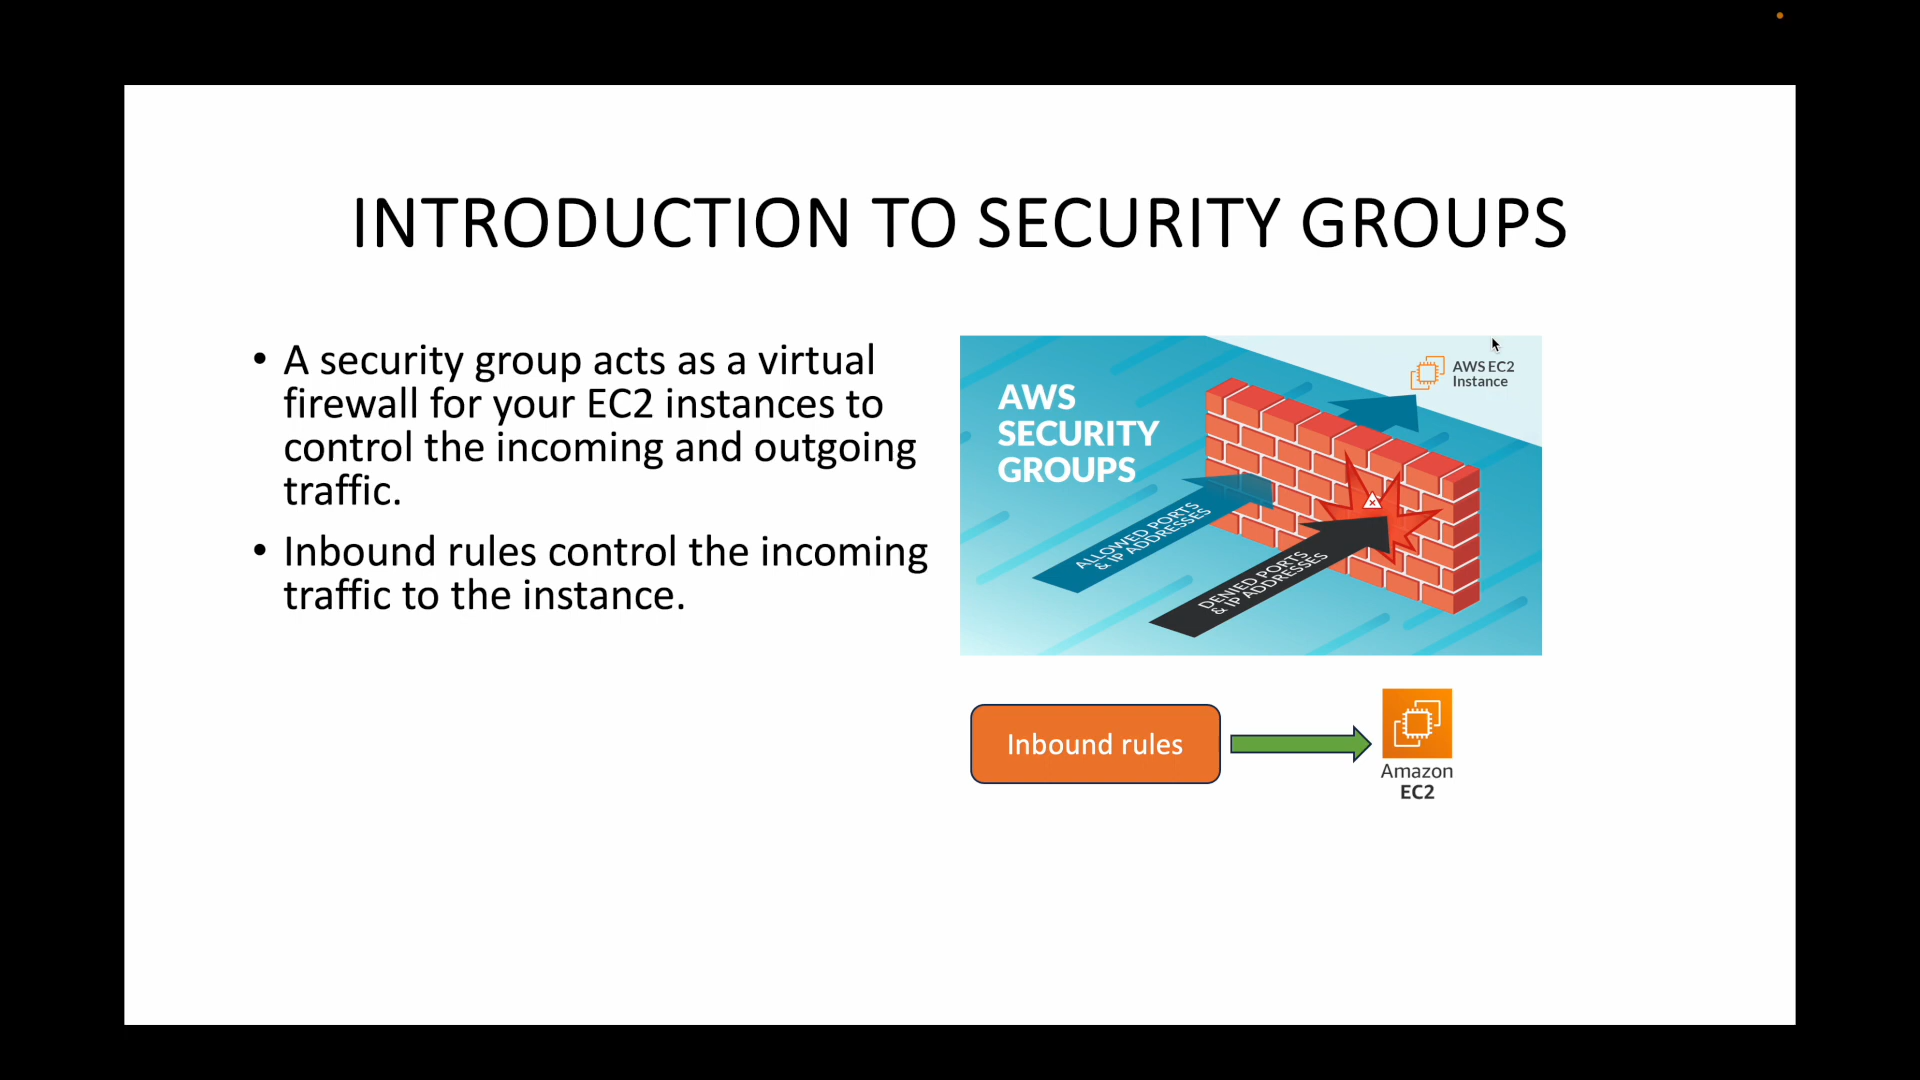 INTRODUCTION TO SECURITY GROUPS
• A security group acts as a virtual
firewall for your EC2 instances to
control the incoming and outgoing
traffic.
• Inbound rules control the incoming
traffic to the instance.
AWS
SECURITY
GROUPS
AWS EC2
Instance
ALLOWED PORTS
& IP ADDRESSES
DENIED PORTS
& IP ADDRESSES
Inbound rules
Amazon
EC2